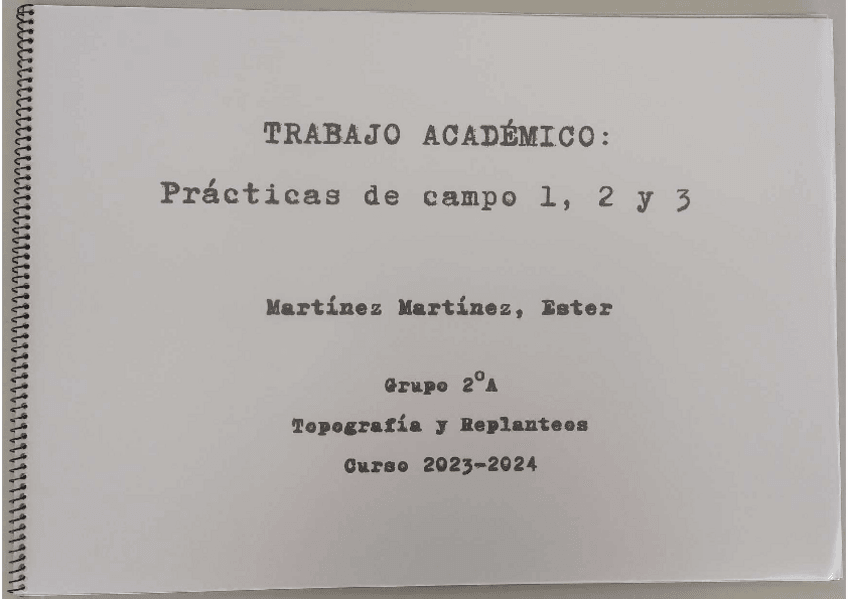 TRABAJO ACADÉMICO:
Prácticas de campo 1, 2 y 3
Martínez Martínez, Ester
Grupo 2ºA
Topografía y Replanteos
Curso 2023-2024